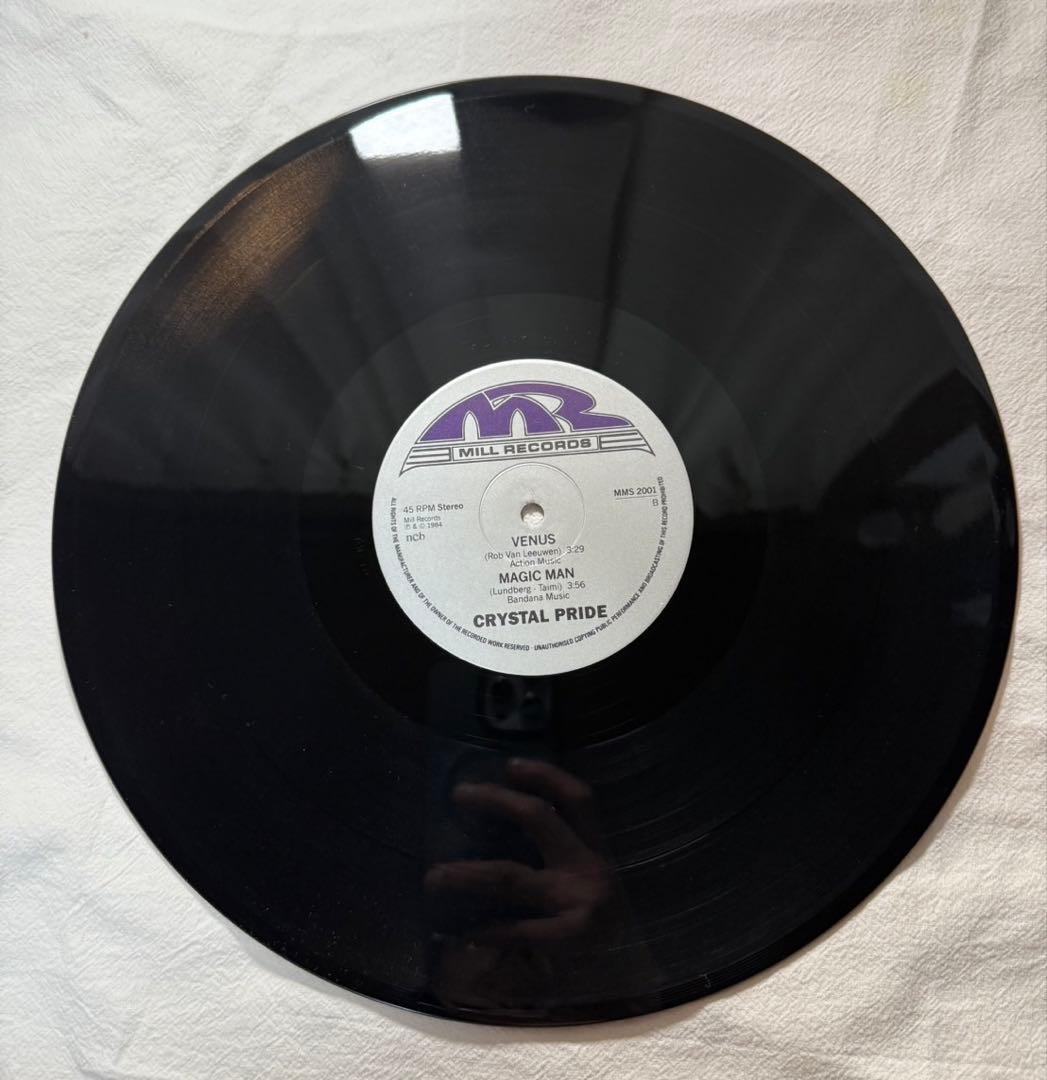 MR
MILL RECORDS
45 RPM Stereo
Mill Records
℗ & © 1984
ncb
MMS 2001
B
VENUS
(Rob Van Leeuwen) 3:29
Action Music
MAGIC MAN
(Lundberg - Taimi) 3:56
Bandana Music
CRYSTAL PRIDE
ALL RIGHTS OF THE MANUFACTURER AND OF THE OWNER OF THE RECORDED WORK RESERVED · UNAUTHORISED COPYING PUBLIC PERFORMANCE AND BROADCASTING OF THIS RECORD PROHIBITED